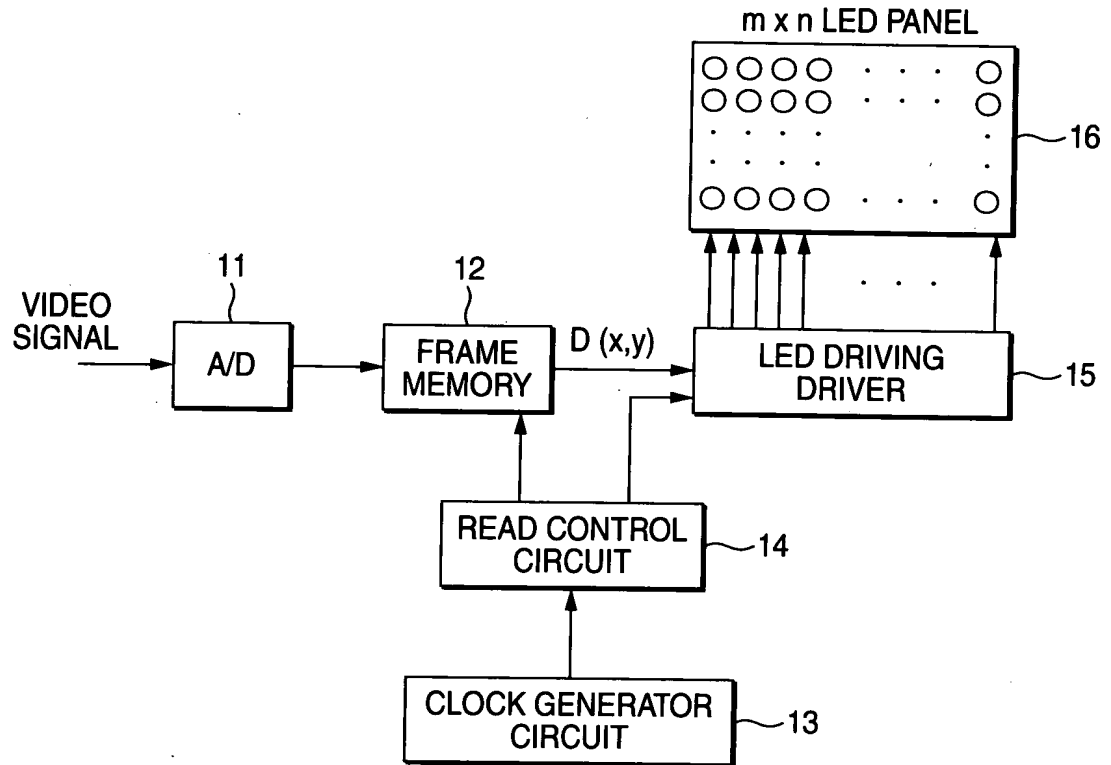 m x n LED PANEL
16
11
12
VIDEO
SIGNAL
A/D
FRAME
MEMORY
D (x,y)
LED DRIVING
DRIVER
15
READ CONTROL
CIRCUIT
14
CLOCK GENERATOR
CIRCUIT
13